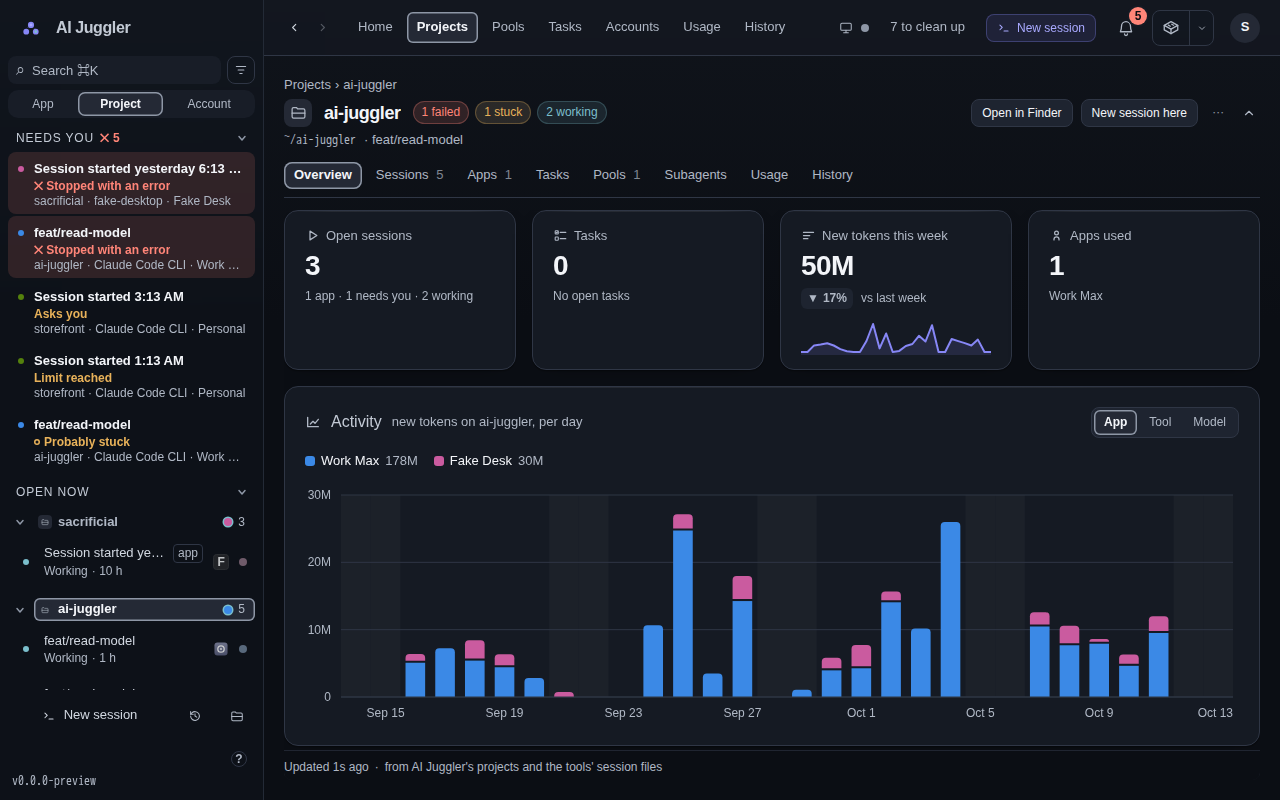 AI Juggler
Search ⌘K
App Project Account
NEEDS YOU 5
Session started yesterday 6:13 …
Stopped with an error
sacrificial · fake-desktop · Fake Desk
feat/read-model
Stopped with an error
ai-juggler · Claude Code CLI · Work …
Session started 3:13 AM
Asks you
storefront · Claude Code CLI · Personal
Session started 1:13 AM
Limit reached
storefront · Claude Code CLI · Personal
feat/read-model
Probably stuck
ai-juggler · Claude Code CLI · Work …
OPEN NOW
sacrificial 3
Session started ye… app F
Working · 10 h
ai-juggler 5
feat/read-model
Working · 1 h
New session
?
v0.0.0-preview
Home Projects Pools Tasks Accounts Usage History
7 to clean up
New session
5
S
Projects › ai-juggler
ai-juggler 1 failed 1 stuck 2 working
Open in Finder New session here ···
~/ai-juggler · feat/read-model
Overview Sessions 5 Apps 1 Tasks Pools 1 Subagents Usage History
Open sessions
3
1 app · 1 needs you · 2 working
Tasks
0
No open tasks
New tokens this week
50M
▼ 17% vs last week
Apps used
1
Work Max
Activity new tokens on ai-juggler, per day
App Tool Model
Work Max 178M Fake Desk 30M
30M
20M
10M
0
Sep 15 Sep 19 Sep 23 Sep 27 Oct 1 Oct 5 Oct 9 Oct 13
Updated 1s ago · from AI Juggler's projects and the tools' session files